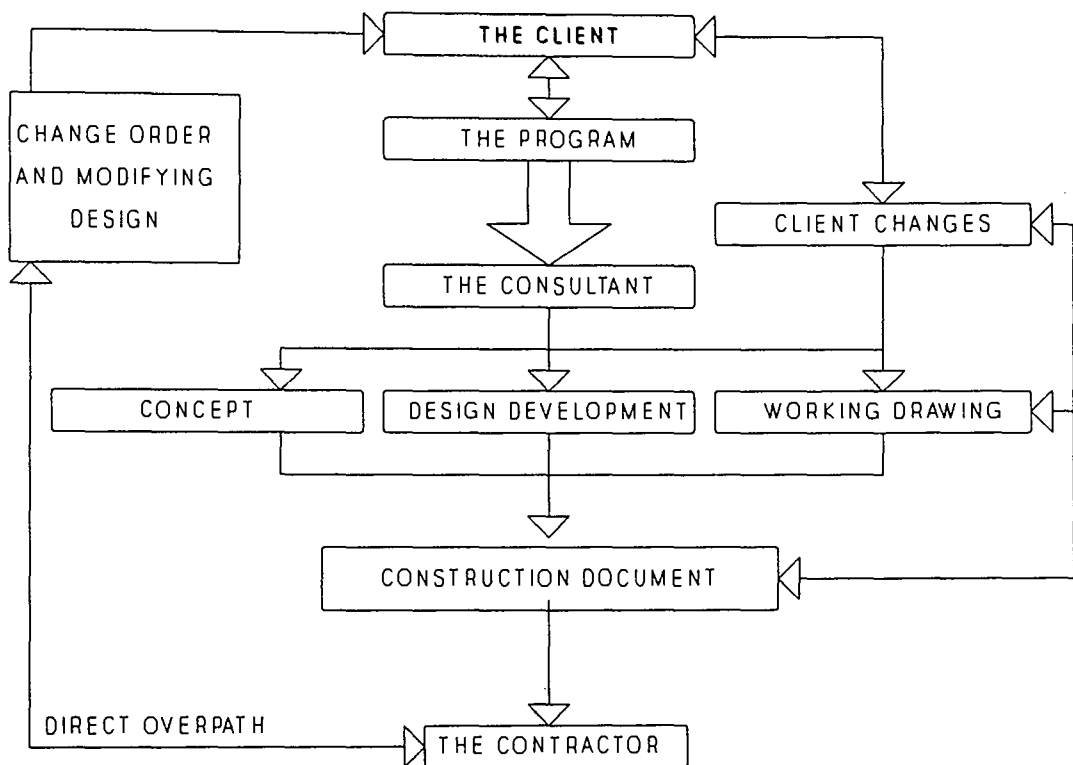 THE CLIENT
CHANGE ORDER
AND MODIFYING
DESIGN
THE PROGRAM
CLIENT CHANGES
THE CONSULTANT
CONCEPT
DESIGN DEVELOPMENT
WORKING DRAWING
CONSTRUCTION DOCUMENT
DIRECT OVERPATH
THE CONTRACTOR